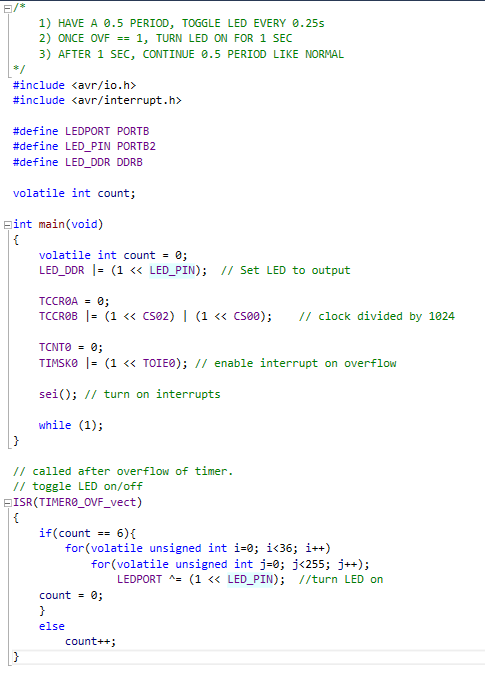 /*
    1) HAVE A 0.5 PERIOD, TOGGLE LED EVERY 0.25s
    2) ONCE OVF == 1, TURN LED ON FOR 1 SEC
    3) AFTER 1 SEC, CONTINUE 0.5 PERIOD LIKE NORMAL
*/
#include <avr/io.h>
#include <avr/interrupt.h>

#define LEDPORT PORTB
#define LED_PIN PORTB2
#define LED_DDR DDRB

volatile int count;

int main(void)
{
    volatile int count = 0;
    LED_DDR |= (1 << LED_PIN);  // Set LED to output

    TCCR0A = 0;
    TCCR0B |= (1 << CS02) | (1 << CS00);    // clock divided by 1024

    TCNT0 = 0;
    TIMSK0 |= (1 << TOIE0); // enable interrupt on overflow

    sei(); // turn on interrupts

    while (1);
}

// called after overflow of timer.
// toggle LED on/off
ISR(TIMER0_OVF_vect)
{
    if(count == 6){
        for(volatile unsigned int i=0; i<36; i++)
            for(volatile unsigned int j=0; j<255; j++);
                LEDPORT ^= (1 << LED_PIN);  //turn LED on
    count = 0;
    }
    else
        count++;
}